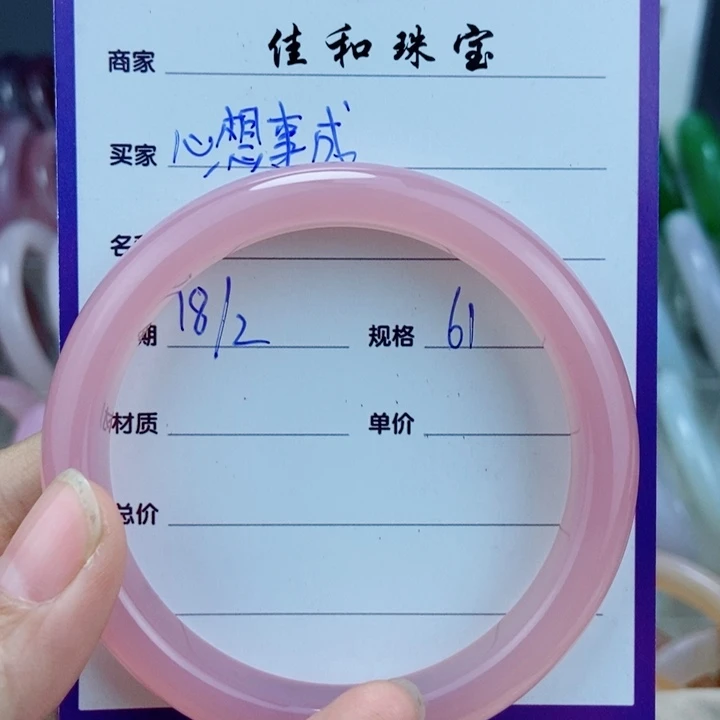 商家 佳和珠宝
买家 心想事成
名
期 18/2 规格 61
材质 单价
总价